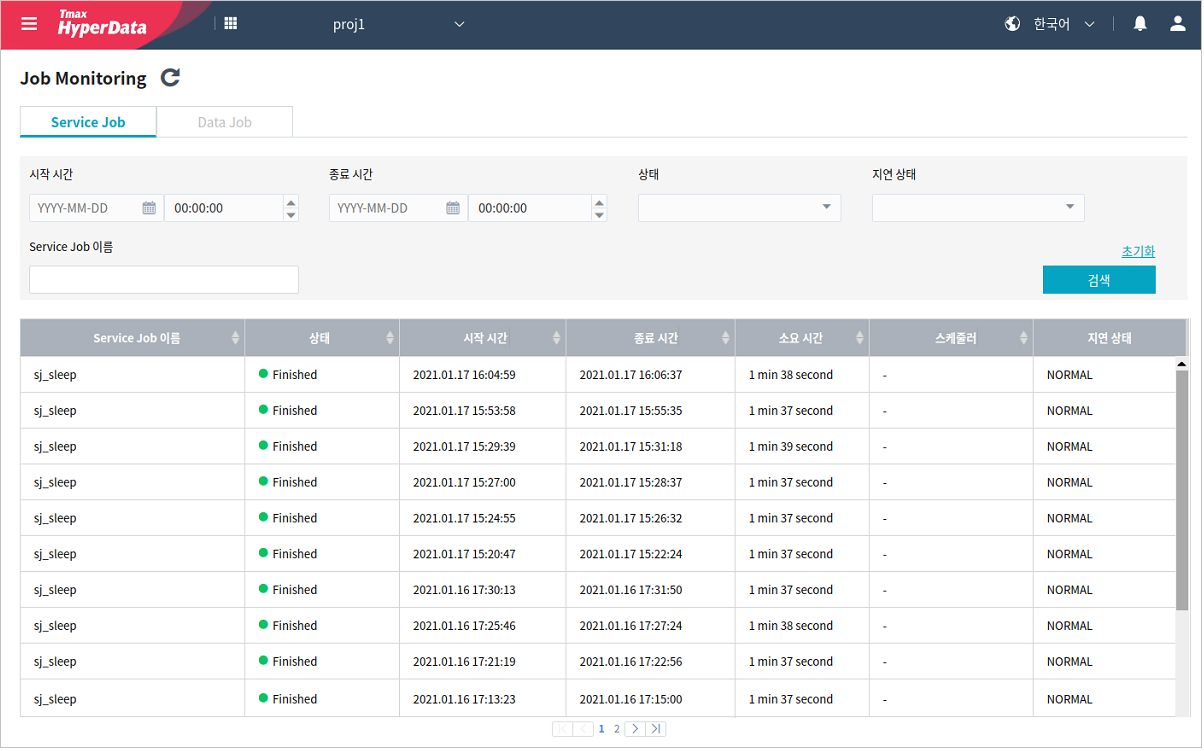 Tmax
HyperData
proj1
한국어
Job Monitoring
Service Job
Data Job
시작 시간 종료 시간 상태 지연 상태
YYYY-MM-DD 00:00:00 YYYY-MM-DD 00:00:00
Service Job 이름
초기화
검색
Service Job 이름 상태 시작 시간 종료 시간 소요 시간 스케줄러 지연 상태
sj_sleep Finished 2021.01.17 16:04:59 2021.01.17 16:06:37 1 min 38 second - NORMAL
sj_sleep Finished 2021.01.17 15:53:58 2021.01.17 15:55:35 1 min 37 second - NORMAL
sj_sleep Finished 2021.01.17 15:29:39 2021.01.17 15:31:18 1 min 39 second - NORMAL
sj_sleep Finished 2021.01.17 15:27:00 2021.01.17 15:28:37 1 min 37 second - NORMAL
sj_sleep Finished 2021.01.17 15:24:55 2021.01.17 15:26:32 1 min 37 second - NORMAL
sj_sleep Finished 2021.01.17 15:20:47 2021.01.17 15:22:24 1 min 37 second - NORMAL
sj_sleep Finished 2021.01.16 17:30:13 2021.01.16 17:31:50 1 min 37 second - NORMAL
sj_sleep Finished 2021.01.16 17:25:46 2021.01.16 17:27:24 1 min 38 second - NORMAL
sj_sleep Finished 2021.01.16 17:21:19 2021.01.16 17:22:56 1 min 37 second - NORMAL
sj_sleep Finished 2021.01.16 17:13:23 2021.01.16 17:15:00 1 min 37 second - NORMAL
1 2